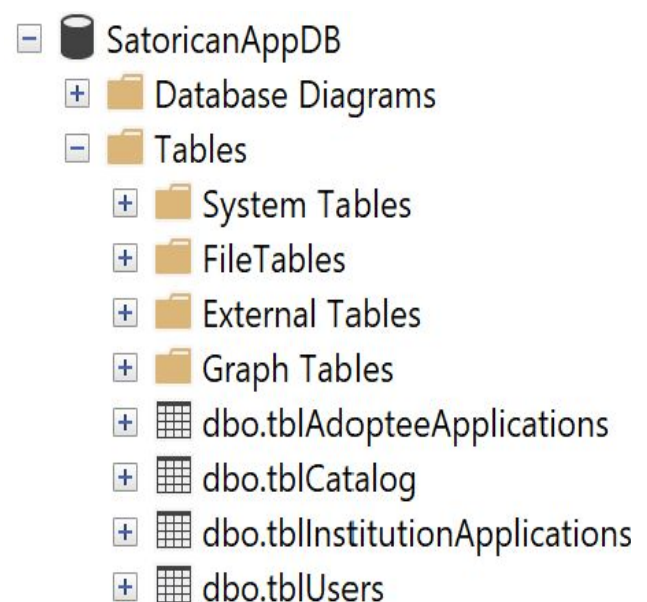 SatoricanAppDB
Database Diagrams
Tables
System Tables
FileTables
External Tables
Graph Tables
dbo.tblAdopteeApplications
dbo.tblCatalog
dbo.tblInstitutionApplications
dbo.tblUsers